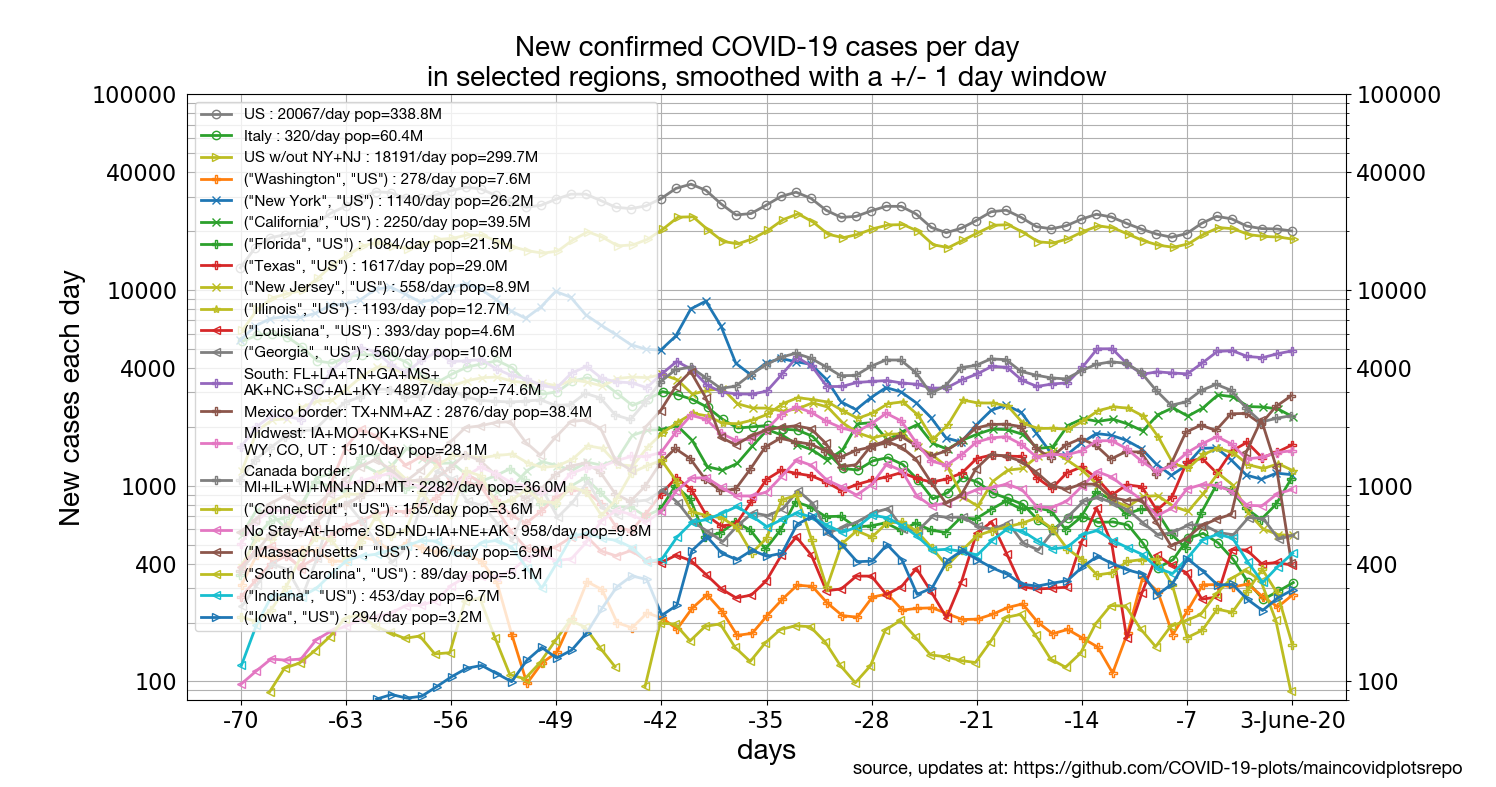 New confirmed COVID-19 cases per day
in selected regions, smoothed with a +/- 1 day window
New cases each day
100000
40000
10000
4000
1000
400
100
US : 20067/day pop=338.8M
Italy : 320/day pop=60.4M
US w/out NY+NJ : 18191/day pop=299.7M
("Washington", "US") : 278/day pop=7.6M
("New York", "US") : 1140/day pop=26.2M
("California", "US") : 2250/day pop=39.5M
("Florida", "US") : 1084/day pop=21.5M
("Texas", "US") : 1617/day pop=29.0M
("New Jersey", "US") : 558/day pop=8.9M
("Illinois", "US") : 1193/day pop=12.7M
("Louisiana", "US") : 393/day pop=4.6M
("Georgia", "US") : 560/day pop=10.6M
South: FL+LA+TN+GA+MS+
AK+NC+SC+AL+KY : 4897/day pop=74.6M
Mexico border: TX+NM+AZ : 2876/day pop=38.4M
Midwest: IA+MO+OK+KS+NE
WY, CO, UT : 1510/day pop=28.1M
Canada border:
MI+IL+WI+MN+ND+MT : 2282/day pop=36.0M
("Connecticut", "US") : 155/day pop=3.6M
No Stay-At-Home: SD+ND+IA+NE+AK : 958/day pop=9.8M
("Massachusetts", "US") : 406/day pop=6.9M
("South Carolina", "US") : 89/day pop=5.1M
("Indiana", "US") : 453/day pop=6.7M
("Iowa", "US") : 294/day pop=3.2M
100000
40000
10000
4000
1000
400
100
-70 -63 -56 -49 -42 -35 -28 -21 -14 -7 3-June-20
days
source, updates at: https://github.com/COVID-19-plots/maincovidplotsrepo